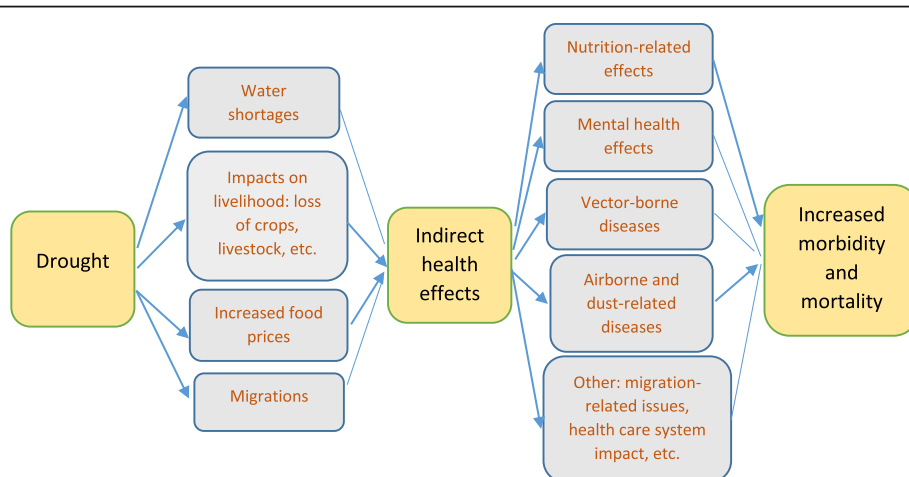 Drought
Water
shortages
Impacts on
livelihood: loss
of crops,
livestock, etc.
Increased food
prices
Migrations
Indirect
health
effects
Nutrition-related
effects
Mental health
effects
Vector-borne
diseases
Airborne and
dust-related
diseases
Other: migration-
related issues,
health care system
impact, etc.
Increased
morbidity
and
mortality